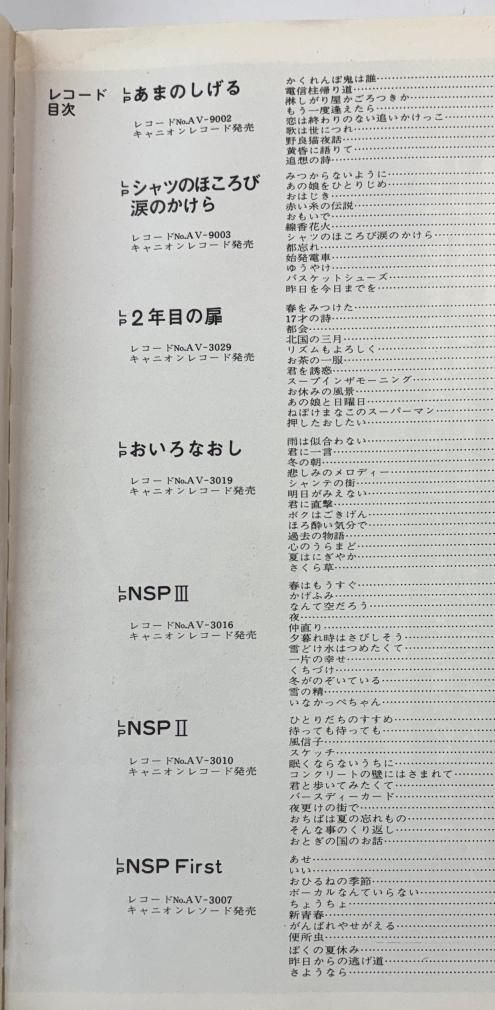 レコード
目次
LPあまのしげる
レコードNo.AV-9002
キャニオンレコード発売
かくれんぼ鬼は誰
電信柱帰り道
淋しがり屋かごろつきか
もう一度逢えたら
恋は終わりのない追いかけっこ
歌は世につれ
野良猫夜話
黄昏に語りて
追想の詩
LPシャツのほころび
涙のかけら
レコードNo.AV-9003
キャニオンレコード発売
みつからないように
あの娘をひとりじめ
おはじき
赤い糸の伝説
おもいで
線香花火
シャツのほころび涙のかけら
都忘れ
始発電車
ゆうやけ
バスケットシューズ
昨日を今日までを
LP2年目の扉
レコードNo.AV-3029
キャニオンレコード発売
春をみつけた
17才の詩
都会
北国の三月
リズムもよろしく
お茶の一服
君を誘惑
スープインザモーニング
お休みの風景
あの娘と日曜日
ねぼけまなこのスーパーマン
押したおしたい
LPおいろなおし
レコードNo.AV-3019
キャニオンレコード発売
雨は似合わない
君に一言
冬の朝
悲しみのメロディー
シャンテの街
明日がみえない
君に直撃
ボクはごきげん
ほろ酔い気分で
過去の物語
心のうらまど
夏はにぎやか
さくら草
LPNSPⅢ
レコードNo.AV-3016
キャニオンレコード発売
春はもうすぐ
かげふみ
なんて空だろう
夜
仲直り
夕暮れ時はさびしそう
雪どけ水はつめたくて
一片の幸せ
くちづけ
冬がのぞいている
雪の精
いなかっぺちゃん
LPNSPⅡ
レコードNo.AV-3010
キャニオンレコード発売
ひとりだちのすすめ
待っても待っても
風信子
スケッチ
眠くならないうちに
コンクリートの壁にはさまれて
君と歩いてみたくて
バースディーカード
夜更けの街で
おちばは夏の忘れもの
そんな事のくり返し
おとぎの国のお話
LPNSP First
レコードNo.AV-3007
キャニオンレソード発売
あせ
いい
おひるねの季節
ボーカルなんていらない
ちょうちょ
新青春
がんばれやせがえる
便所虫
ぼくの夏休み
昨日からの逃げ道
さようなら